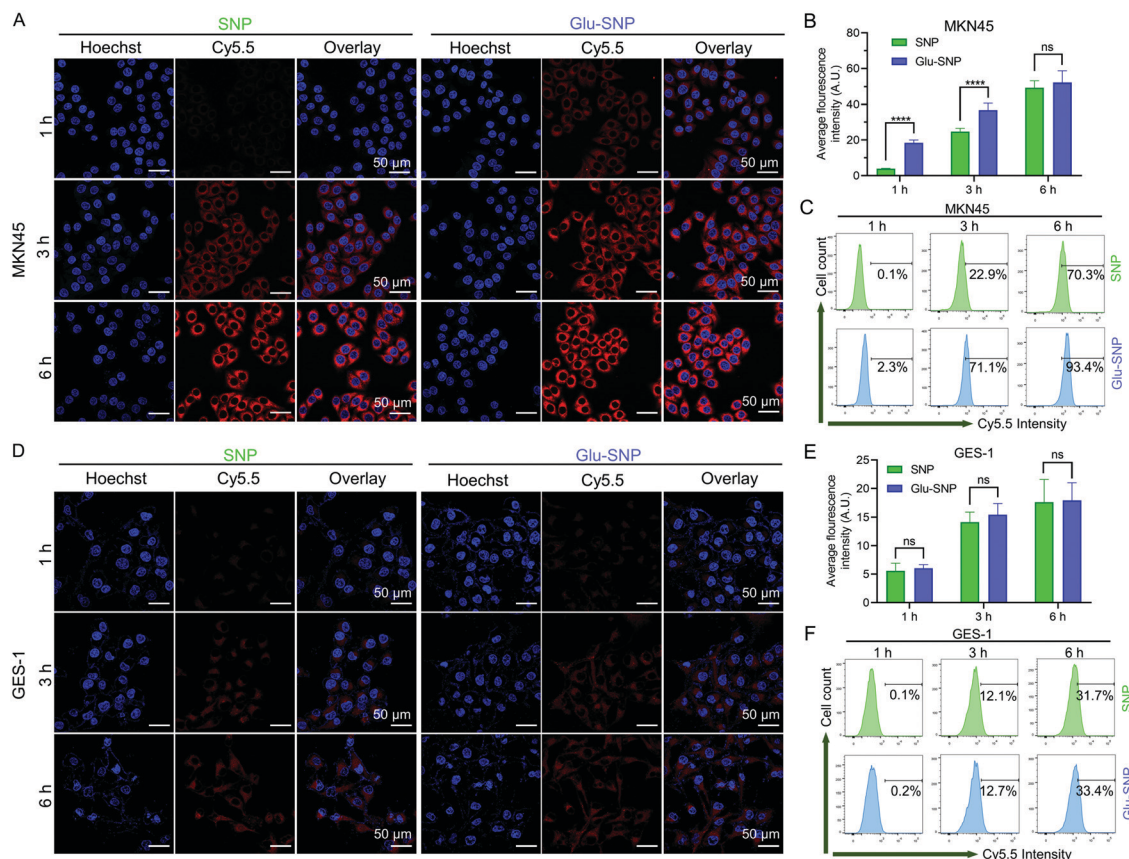 A
SNP
Glu-SNP
Hoechst
Cy5.5
Overlay
Hoechst
Cy5.5
Overlay
MKN45
1 h
50 μm
50 μm
3 h
50 μm
50 μm
6 h
50 μm
50 μm
B
MKN45
SNP
Glu-SNP
Average flourescence
intensity (A.U.)
80
60
40
20
0
****
****
ns
1 h
3 h
6 h
C
MKN45
1 h
3 h
6 h
Cell count
0.1%
22.9%
70.3%
SNP
2.3%
71.1%
93.4%
Glu-SNP
Cy5.5 Intensity
D
SNP
Glu-SNP
Hoechst
Cy5.5
Overlay
Hoechst
Cy5.5
Overlay
GES-1
1 h
50 μm
50 μm
3 h
50 μm
50 μm
6 h
50 μm
50 μm
E
GES-1
SNP
Glu-SNP
Average fluorescence
intensity (A.U.)
25
20
15
10
5
0
ns
ns
ns
1 h
3 h
6 h
F
GES-1
1 h
3 h
6 h
Cell count
0.1%
12.1%
31.7%
SNP
0.2%
12.7%
33.4%
Glu-SNP
Cy5.5 Intensity